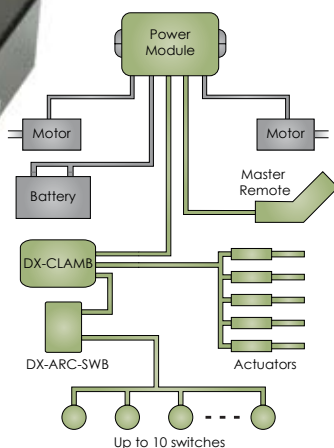 Power
Module
Motor
Motor
Battery
Master
Remote
DX-CLAMB
DX-ARC-SWB
Actuators
Up to 10 switches